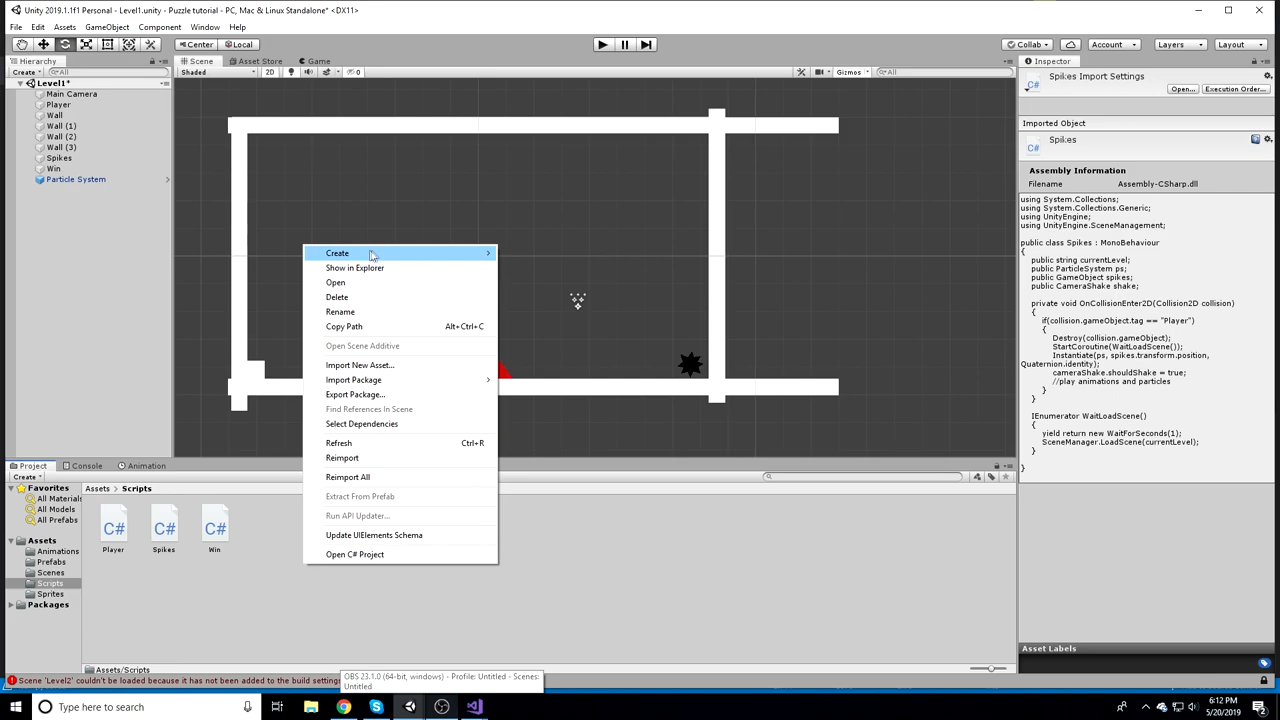 Unity 2019.1.1f1 Personal - Level1.unity - Puzzle tutorial - PC, Mac & Linux Standalone* <DX11>
File Edit Assets GameObject Component Window Help
Center Local Collab Account Layers Layout
Hierarchy Scene Asset Store Game Inspector
Create All Shaded 2D 0 Gizmos All
Level1*
Main Camera
Player
Wall
Wall (1)
Wall (2)
Wall (3)
Spikes
Win
Particle System
Create
Show in Explorer
Open
Delete
Rename
Copy Path Alt+Ctrl+C
Open Scene Additive
Import New Asset...
Import Package
Export Package...
Find References In Scene
Select Dependencies
Refresh Ctrl+R
Reimport
Reimport All
Extract From Prefab
Run API Updater...
Update UIElements Schema
Open C# Project
Spikes Import Settings
C#
Open... Execution Order...
Imported Object
Spikes
C#
Assembly Information
Filename Assembly-CSharp.dll
using System.Collections;
using System.Collections.Generic;
using UnityEngine;
using UnityEngine.SceneManagement;
public class Spikes : MonoBehaviour
{
public string currentLevel;
public ParticleSystem ps;
public GameObject spikes;
public CameraShake shake;
private void OnCollisionEnter2D(Collision2D collision)
{
if(collision.gameObject.tag == "Player")
{
Destroy(collision.gameObject);
StartCoroutine(WaitLoadScene());
Instantiate(ps, spikes.transform.position,
Quaternion.identity);
cameraShake.shouldShake = true;
//play animations and particles
}
}
IEnumerator WaitLoadScene()
{
yield return new WaitForSeconds(1);
SceneManager.LoadScene(currentLevel);
}
}
Asset Labels
Project Console Animation
Create
Favorites
All Material
All Models
All Prefabs
Assets
Animations
Prefabs
Scenes
Scripts
Sprites
Packages
Assets Scripts
C# C# C#
Player Spikes Win
Assets/Scripts
Scene 'Level2' couldn't be loaded because it has not been added to the build setting
OBS 23.1.0 (64-bit, windows) - Profile: Untitled - Scenes:
Untitled
Type here to search
6:12 PM
5/20/2019
2